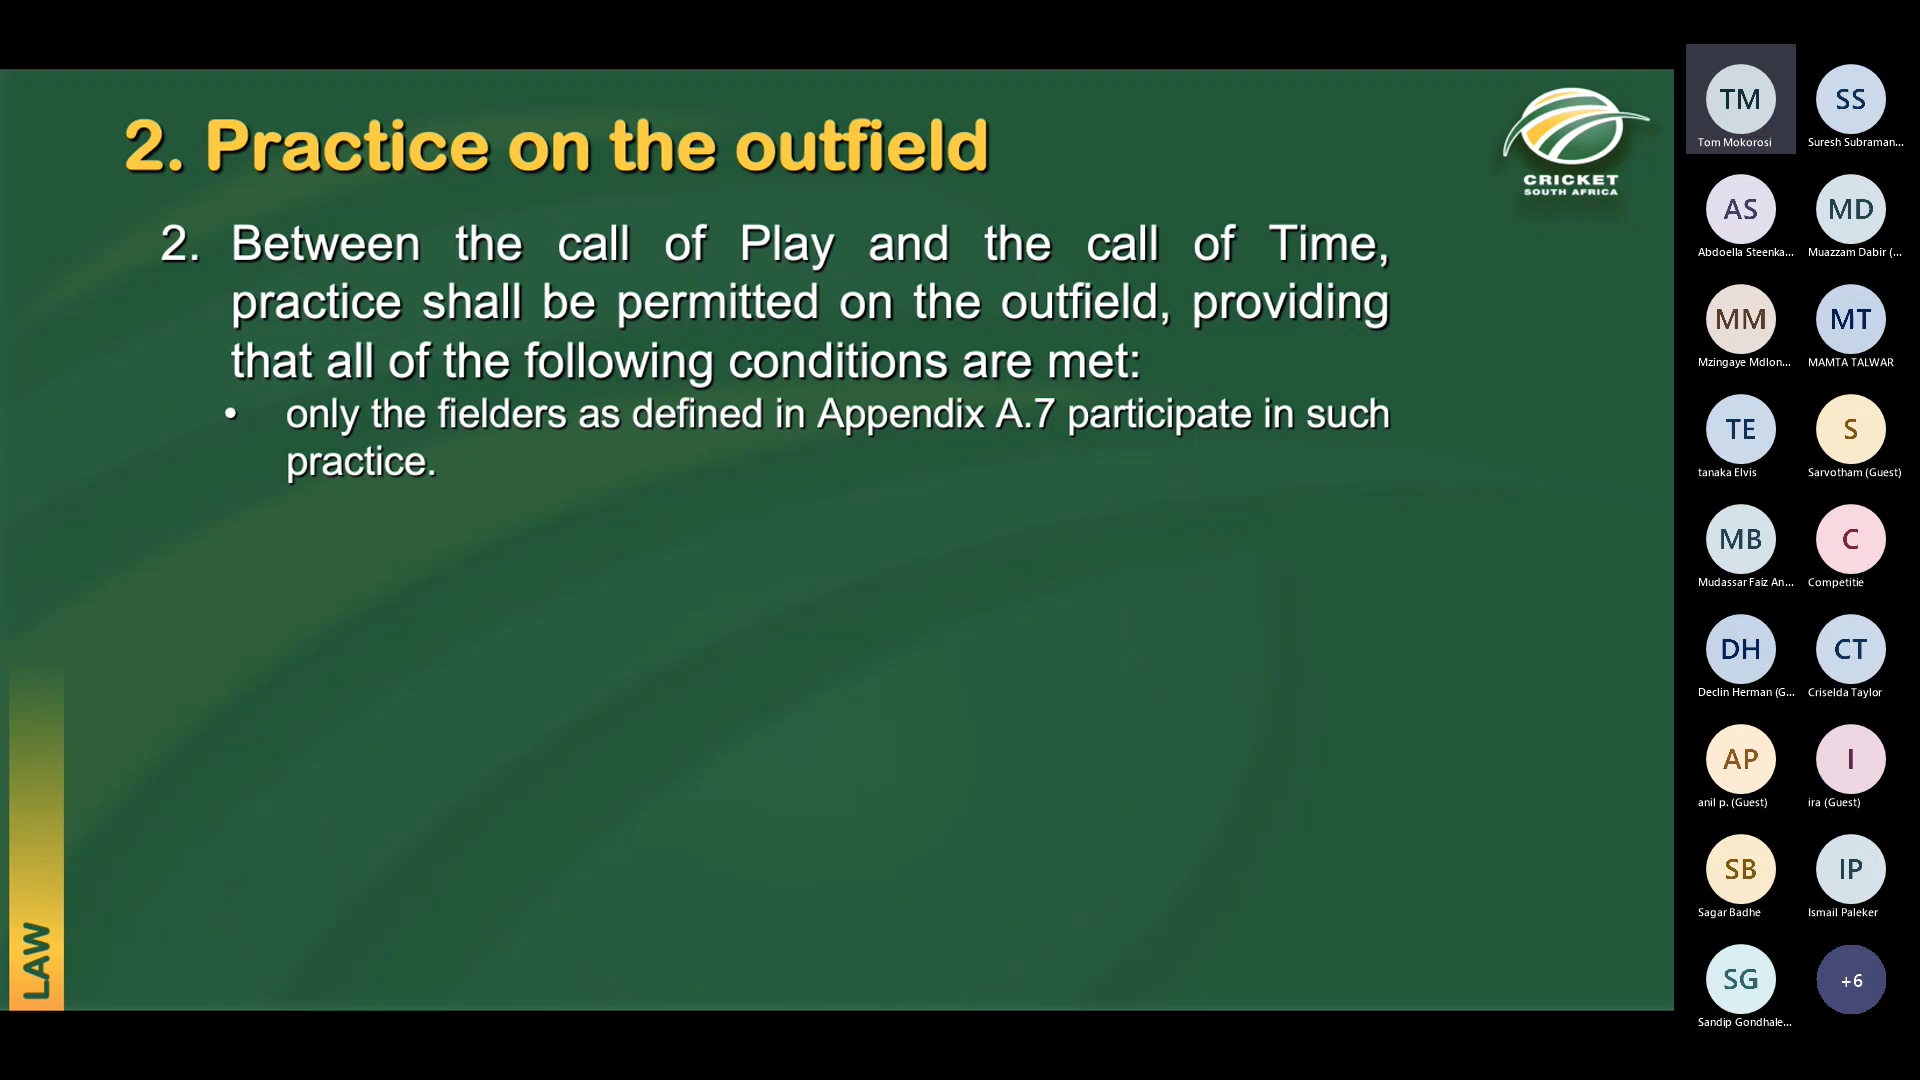 2. Practice on the outfield
CRICKET
SOUTH AFRICA
2. Between the call of Play and the call of Time,
practice shall be permitted on the outfield, providing
that all of the following conditions are met:
• only the fielders as defined in Appendix A.7 participate in such
practice.
LAW
TM
Tom Mokorosi
SS
Suresh Subraman...
AS
Abdoella Steenka...
MD
Muazzam Dabir (...
MM
Mzingaye Mdlon...
MT
MAMTA TALWAR
TE
tanaka Elvis
S
Sarvotham (Guest)
MB
Mudassar Faiz An...
C
Competitie
DH
Declin Herman (G...
CT
Criselda Taylor
AP
anil p. (Guest)
I
ira (Guest)
SB
Sagar Badhe
IP
Ismail Paleker
SG
Sandip Gondhale...
+6